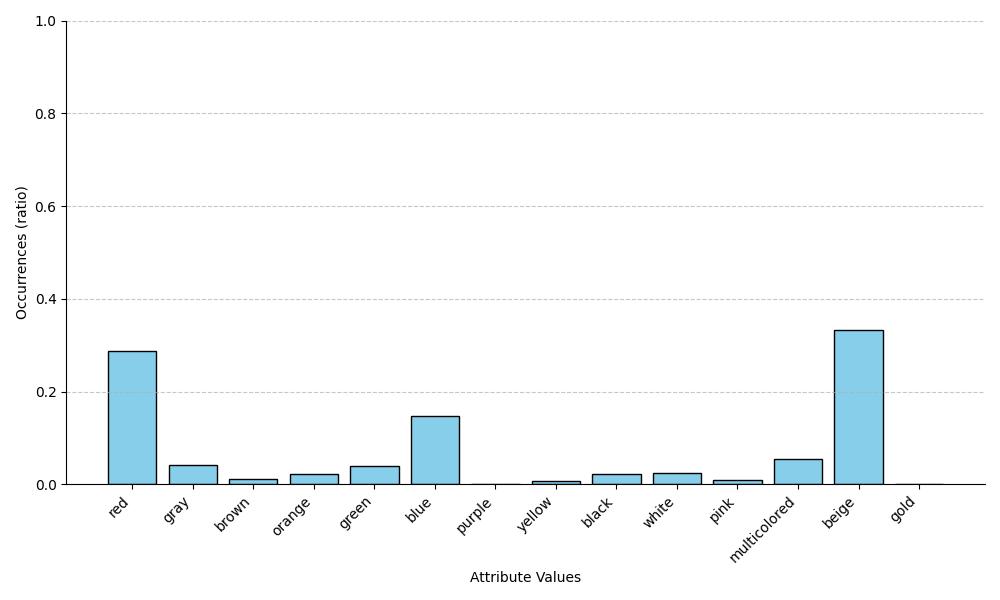 1.0
0.8
0.6
0.4
0.2
0.0
Occurrences (ratio)
red
gray
brown
orange
green
blue
purple
yellow
black
white
pink
multicolored
beige
gold
Attribute Values